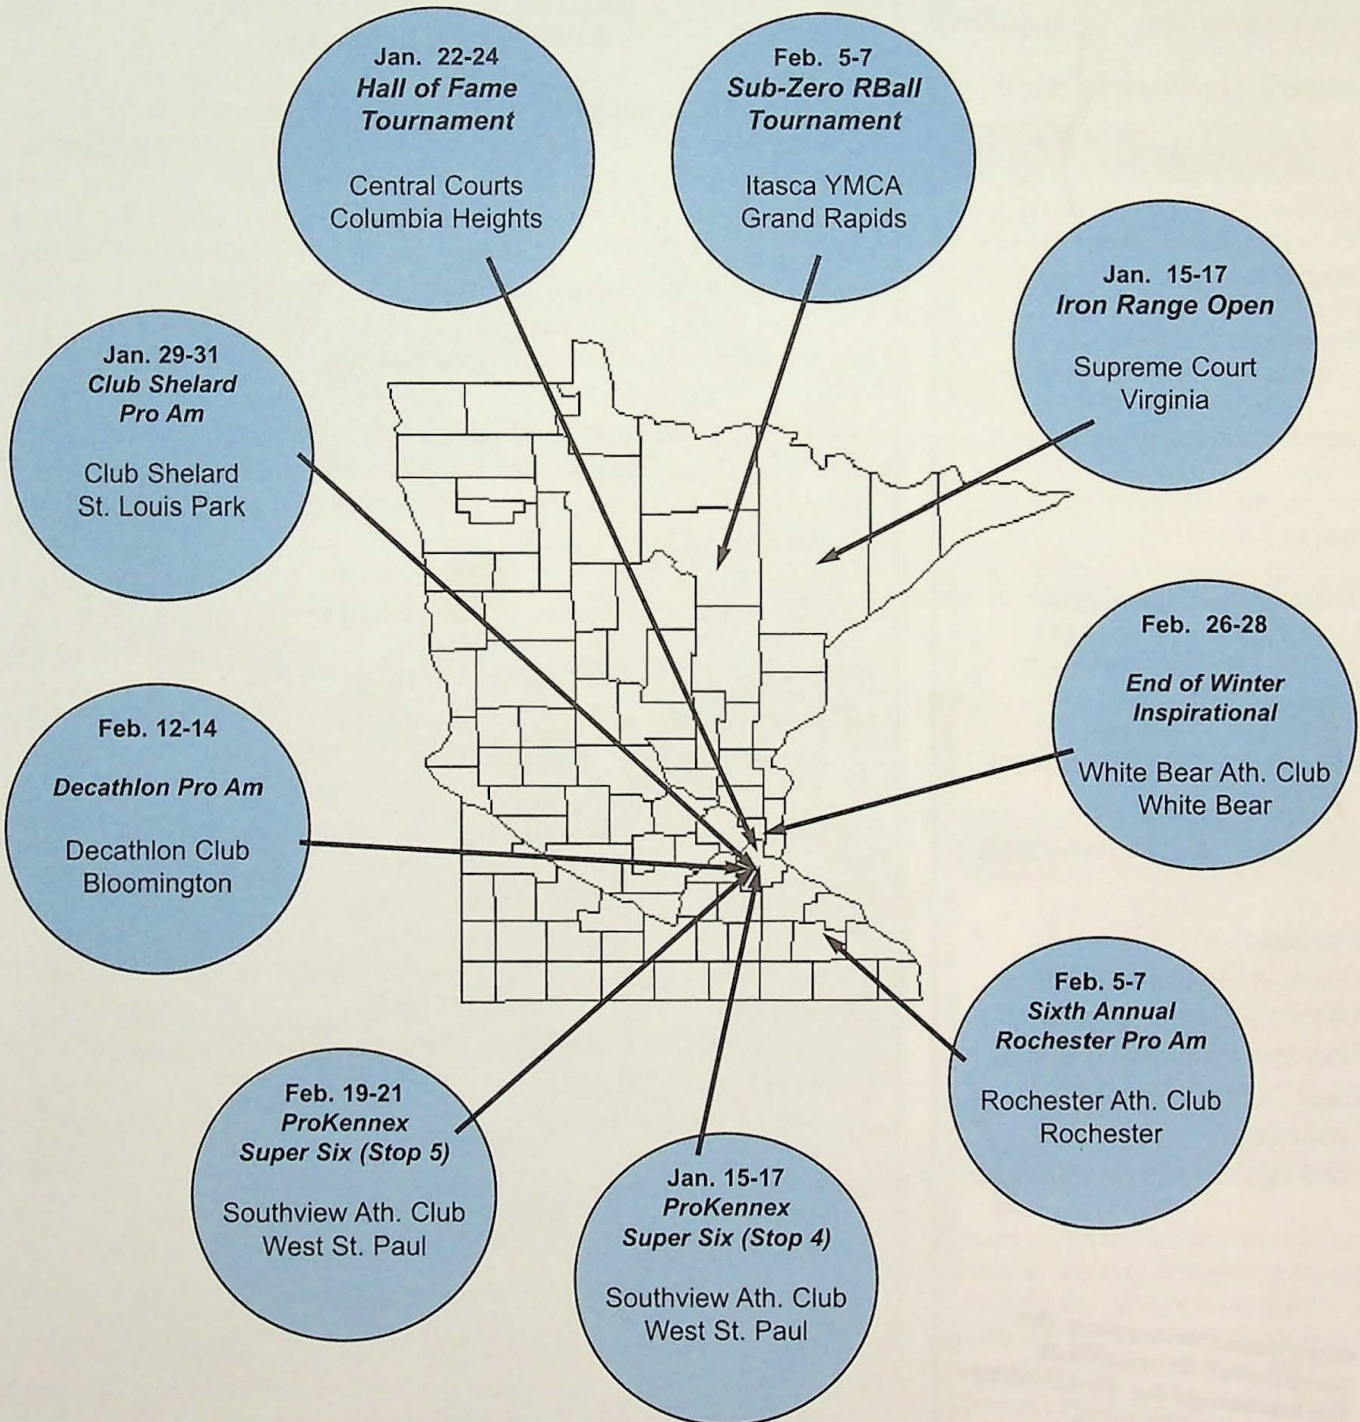 Jan. 22-24
Hall of Fame
Tournament
Central Courts
Columbia Heights
Feb. 5-7
Sub-Zero RBall
Tournament
Itasca YMCA
Grand Rapids
Jan. 15-17
Iron Range Open
Supreme Court
Virginia
Jan. 29-31
Club Shelard
Pro Am
Club Shelard
St. Louis Park
Feb. 26-28
End of Winter
Inspirational
White Bear Ath. Club
White Bear
Feb. 12-14
Decathlon Pro Am
Decathlon Club
Bloomington
Feb. 5-7
Sixth Annual
Rochester Pro Am
Rochester Ath. Club
Rochester
Feb. 19-21
ProKennex
Super Six (Stop 5)
Southview Ath. Club
West St. Paul
Jan. 15-17
ProKennex
Super Six (Stop 4)
Southview Ath. Club
West St. Paul